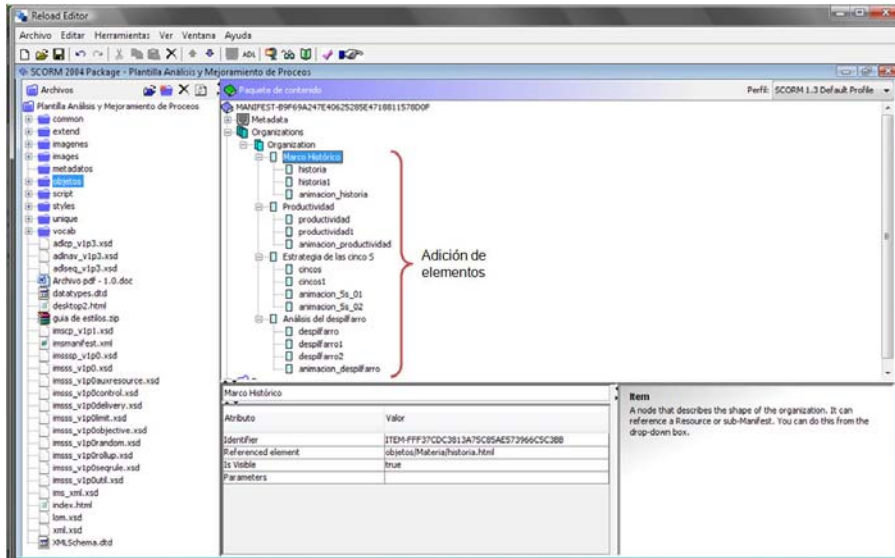 Reload Editor
Archivo Editar Herramientas Ver Ventana Ayuda
ADL
SCORM 2004 Package - Plantilla Análisis y Mejoramiento de Proceos
Archivos
Plantilla Análisis y Mejoramiento de Proceos
common
extend
imagenes
images
metadatos
objetos
script
styles
unique
vocab
adlcp_v1p3.xsd
adlnav_v1p3.xsd
adlseq_v1p3.xsd
Archivo pdf - 1.0.doc
datatypes.dtd
desktop2.html
guia de estilos.zip
imscp_v1p1.xsd
imsmanifest.xml
imsssp_v1p0.xsd
imsss_v1p0.xsd
imsss_v1p0auxresource.xsd
imsss_v1p0control.xsd
imsss_v1p0delivery.xsd
imsss_v1p0limit.xsd
imsss_v1p0objective.xsd
imsss_v1p0random.xsd
imsss_v1p0rollup.xsd
imsss_v1p0seqrule.xsd
imsss_v1p0util.xsd
ims_xml.xsd
index.html
lom.xsd
xml.xsd
XMLSchema.dtd
Paquete de contenido
Perfil: SCORM 1.3 Default Profile
Metadata
Organizations
Organization
Marco Histórico
historia
historia1
animacion_historia
Productividad
productividad
productividad1
animacion_productividad
Estrategia de las cinco S
cincos
cincos1
animacion_5s_01
animacion_5s_02
Análisis del despilfarro
despilfarro
despilfarro1
despilfarro2
animacion_despilfarro
Adición de
elementos
Marco Histórico
Atributo Valor
Identifier ITEM-FFF37CDC3813A75C85AE573966C5C3BB
Referenced element objetos/Materia/historia.html
Is Visible true
Parameters
Item
A node that describes the shape of the organization. It can
reference a Resource or sub-Manifest. You can do this from the
drop-down box.